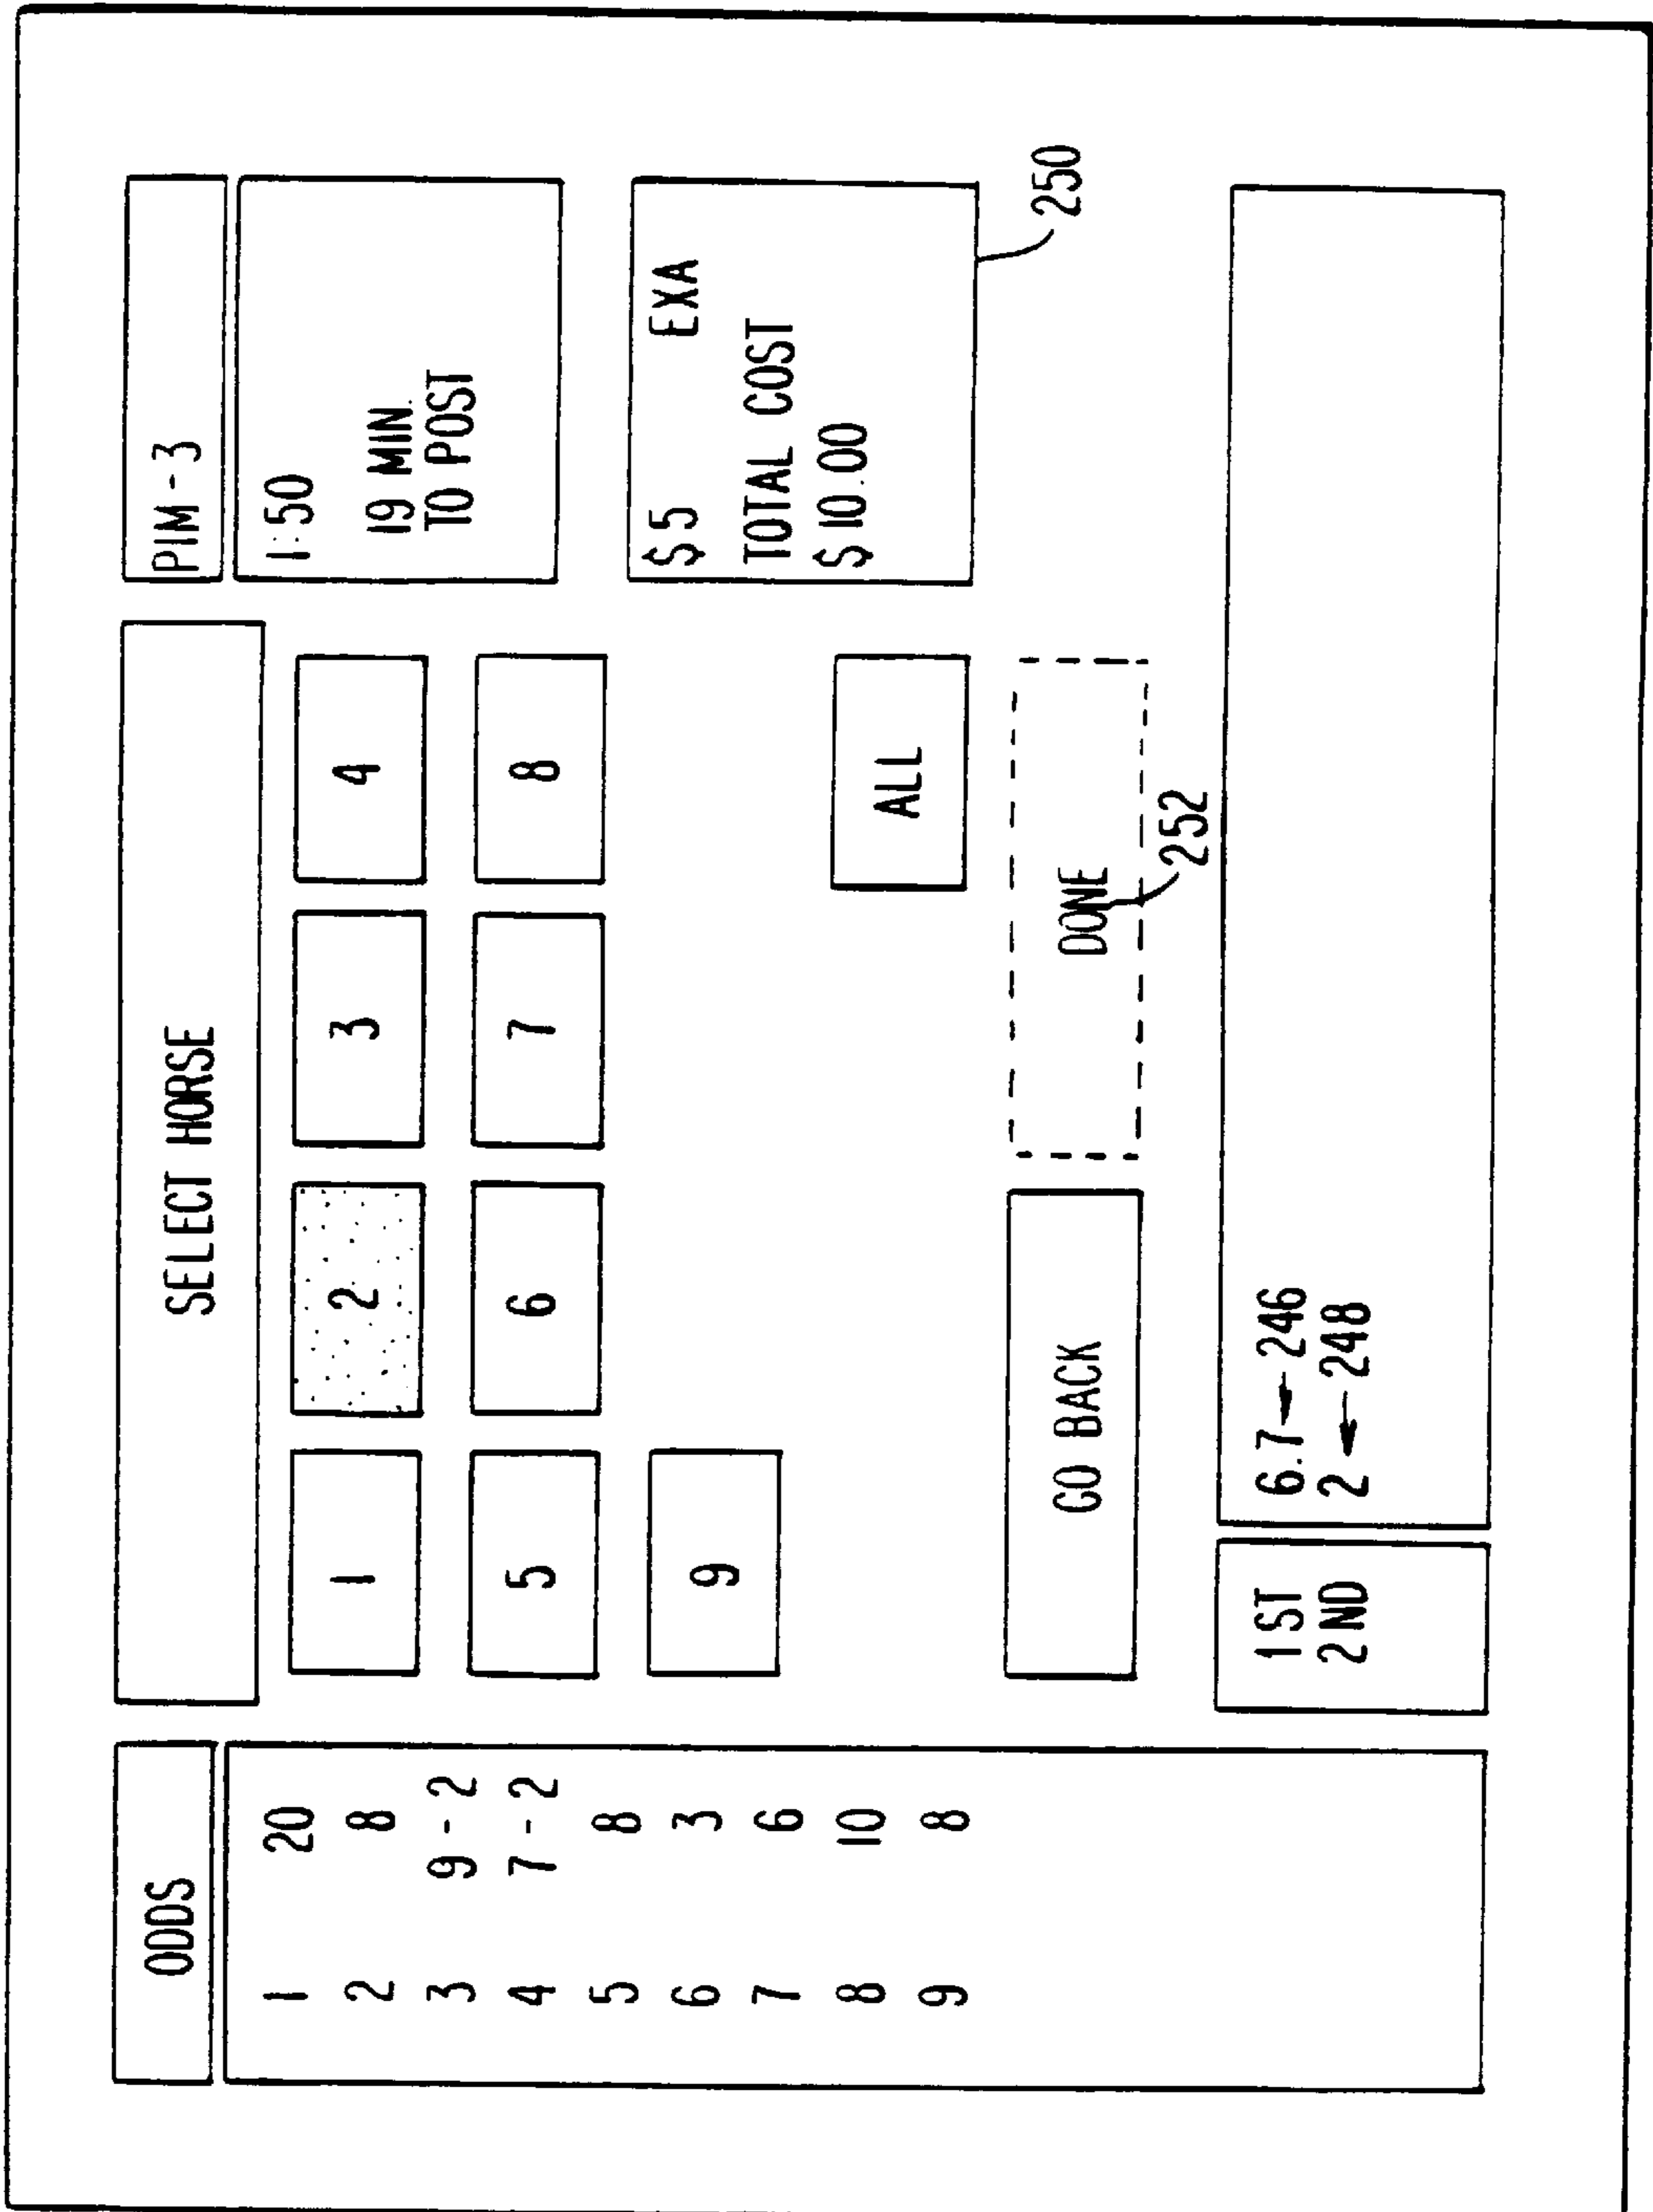 ODDS
1 20
2 8
3 9-2
4 7-2
5 8
6 3
7 6
8 10
9 8
SELECT HORSE
1 2 3 4
5 6 7 8
9
ALL
GO BACK
DONE
252
PIM-3
1:50
19 MIN.
TO POST
$5 EXA
TOTAL COST
$10.00
250
1ST 6.7 246
2ND 2 248